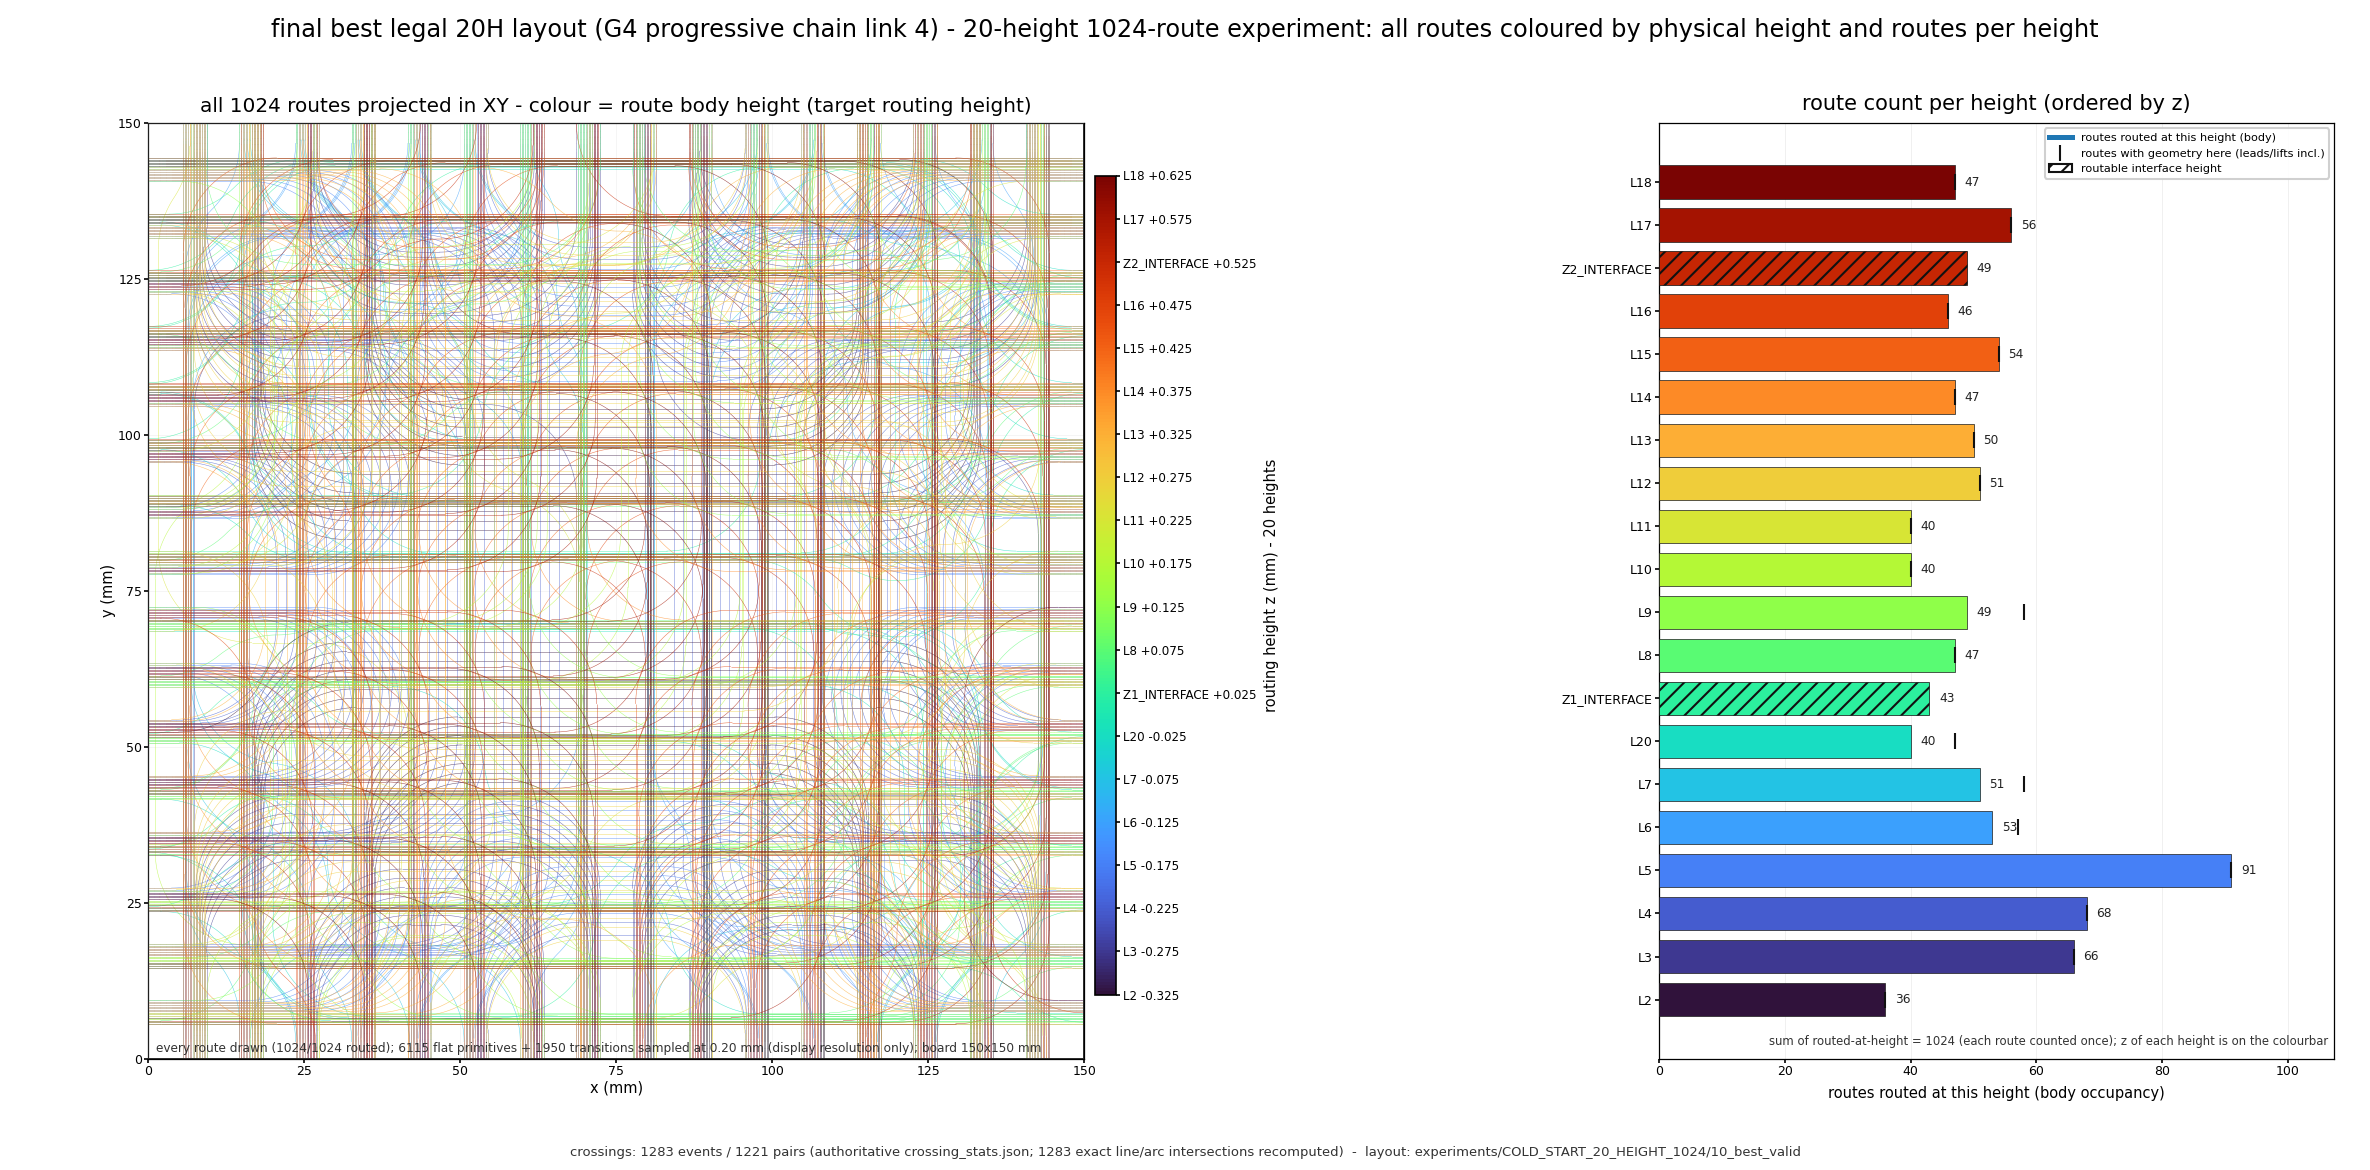 final best legal 20H layout (G4 progressive chain link 4) - 20-height 1024-route experiment: all routes coloured by physical height and routes per height
all 1024 routes projected in XY - colour = route body height (target routing height)
150
125
100
75
50
25
0
y (mm)
every route drawn (1024/1024 routed); 6115 flat primitives + 1950 transitions sampled at 0.20 mm (display resolution only); board 150x150 mm
0
25
50
75
100
125
150
x (mm)
L18 +0.625
L17 +0.575
Z2_INTERFACE +0.525
L16 +0.475
L15 +0.425
L14 +0.375
L13 +0.325
L12 +0.275
L11 +0.225
L10 +0.175
L9 +0.125
L8 +0.075
Z1_INTERFACE +0.025
L20 -0.025
L7 -0.075
L6 -0.125
L5 -0.175
L4 -0.225
L3 -0.275
L2 -0.325
routing height z (mm) - 20 heights
route count per height (ordered by z)
routes routed at this height (body)
routes with geometry here (leads/lifts incl.)
routable interface height
L18 47
L17 56
Z2_INTERFACE 49
L16 46
L15 54
L14 47
L13 50
L12 51
L11 40
L10 40
L9 49
L8 47
Z1_INTERFACE 43
L20 40
L7 51
L6 53
L5 91
L4 68
L3 66
L2 36
sum of routed-at-height = 1024 (each route counted once); z of each height is on the colourbar
0
20
40
60
80
100
routes routed at this height (body occupancy)
crossings: 1283 events / 1221 pairs (authoritative crossing_stats.json; 1283 exact line/arc intersections recomputed)  -  layout: experiments/COLD_START_20_HEIGHT_1024/10_best_valid